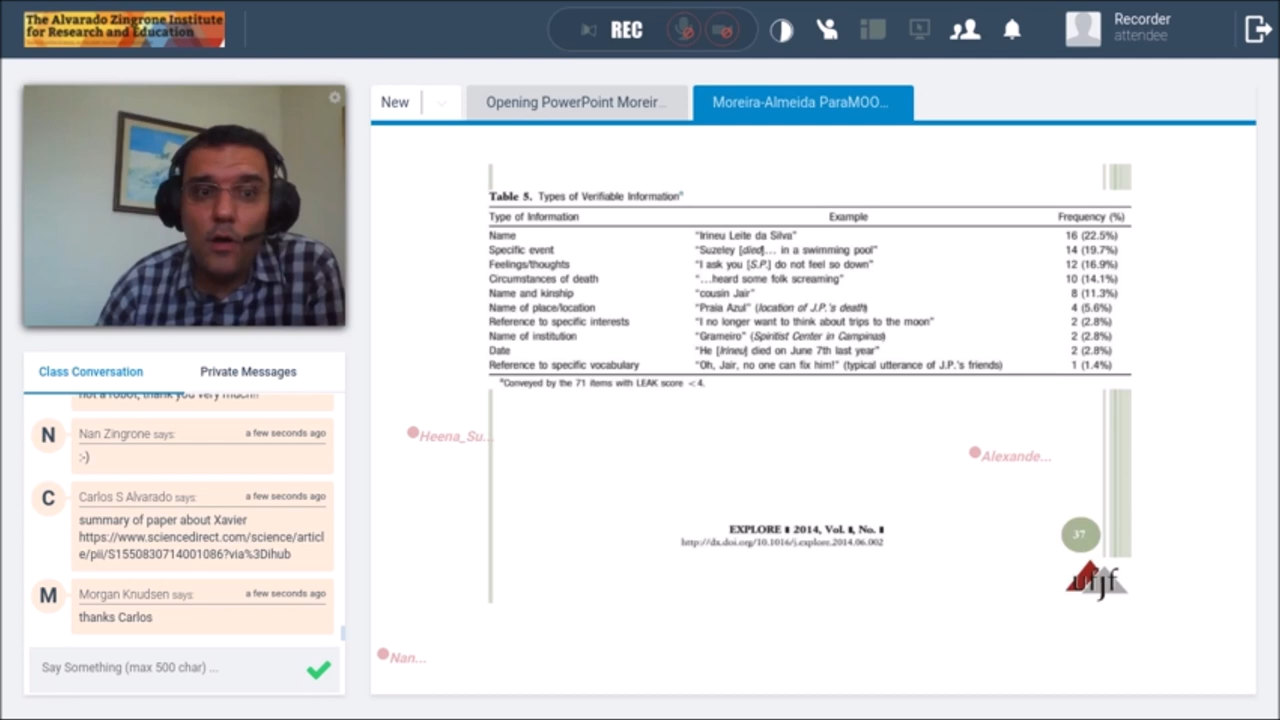 The Alvarado Zingrone Institute
for Research and Education
REC
Recorder
attendee
New
Opening PowerPoint Moreir...
Moreira-Almeida ParaMOO...
Table 5. Types of Verifiable Informationa
Type of Information Example Frequency (%)
Name "Irineu Leite da Silva" 16 (22.5%)
Specific event "Suzeley [died]... in a swimming pool" 14 (19.7%)
Feelings/thoughts "I ask you [S.P.] do not feel so down" 12 (16.9%)
Circumstances of death "...heard some folk screaming" 10 (14.1%)
Name and kinship "cousin Jair" 8 (11.3%)
Name of place/location "Praia Azul" (location of J.P.'s death) 4 (5.6%)
Reference to specific interests "I no longer want to think about trips to the moon" 2 (2.8%)
Name of institution "Grameiro" (Spiritist Center in Campinas) 2 (2.8%)
Date "He [Irineu] died on June 7th last year" 2 (2.8%)
Reference to specific vocabulary "Oh, Jair, no one can fix him!" (typical utterance of J.P.'s friends) 1 (1.4%)
aConveyed by the 71 items with LEAK score <4.
Heena_Su...
Alexande...
EXPLORE ▮ 2014, Vol. ▮, No. ▮
http://dx.doi.org/10.1016/j.explore.2014.06.002
37
ufjf
Nan...
Class Conversation
Private Messages
not a robot, thank you very much!!
N
Nan Zingrone says: a few seconds ago
:-)
C
Carlos S Alvarado says: a few seconds ago
summary of paper about Xavier
https://www.sciencedirect.com/science/articl
e/pii/S1550830714001086?via%3Dihub
M
Morgan Knudsen says: a few seconds ago
thanks Carlos
Say Something (max 500 char) ...